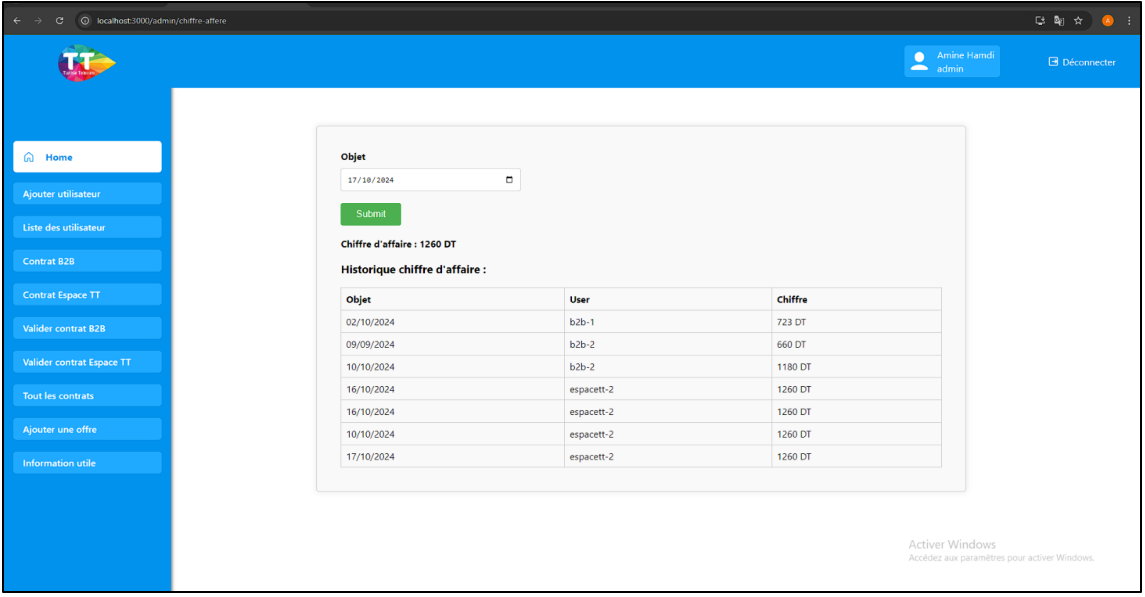 localhost:3000/admin/chiffre-affere
A
TT
Tunisie Telecom
Amine Hamdi
admin
Déconnecter
Home
Ajouter utilisateur
Liste des utilisateur
Contrat B2B
Contrat Espace TT
Valider contrat B2B
Valider contrat Espace TT
Tout les contrats
Ajouter une offre
Information utile
Objet
17/10/2024
Submit
Chiffre d'affaire : 1260 DT
Historique chiffre d'affaire :
Objet User Chiffre
02/10/2024 b2b-1 723 DT
09/09/2024 b2b-2 660 DT
10/10/2024 b2b-2 1180 DT
16/10/2024 espacett-2 1260 DT
16/10/2024 espacett-2 1260 DT
10/10/2024 espacett-2 1260 DT
17/10/2024 espacett-2 1260 DT
Activer Windows
Accédez aux paramètres pour activer Windows.